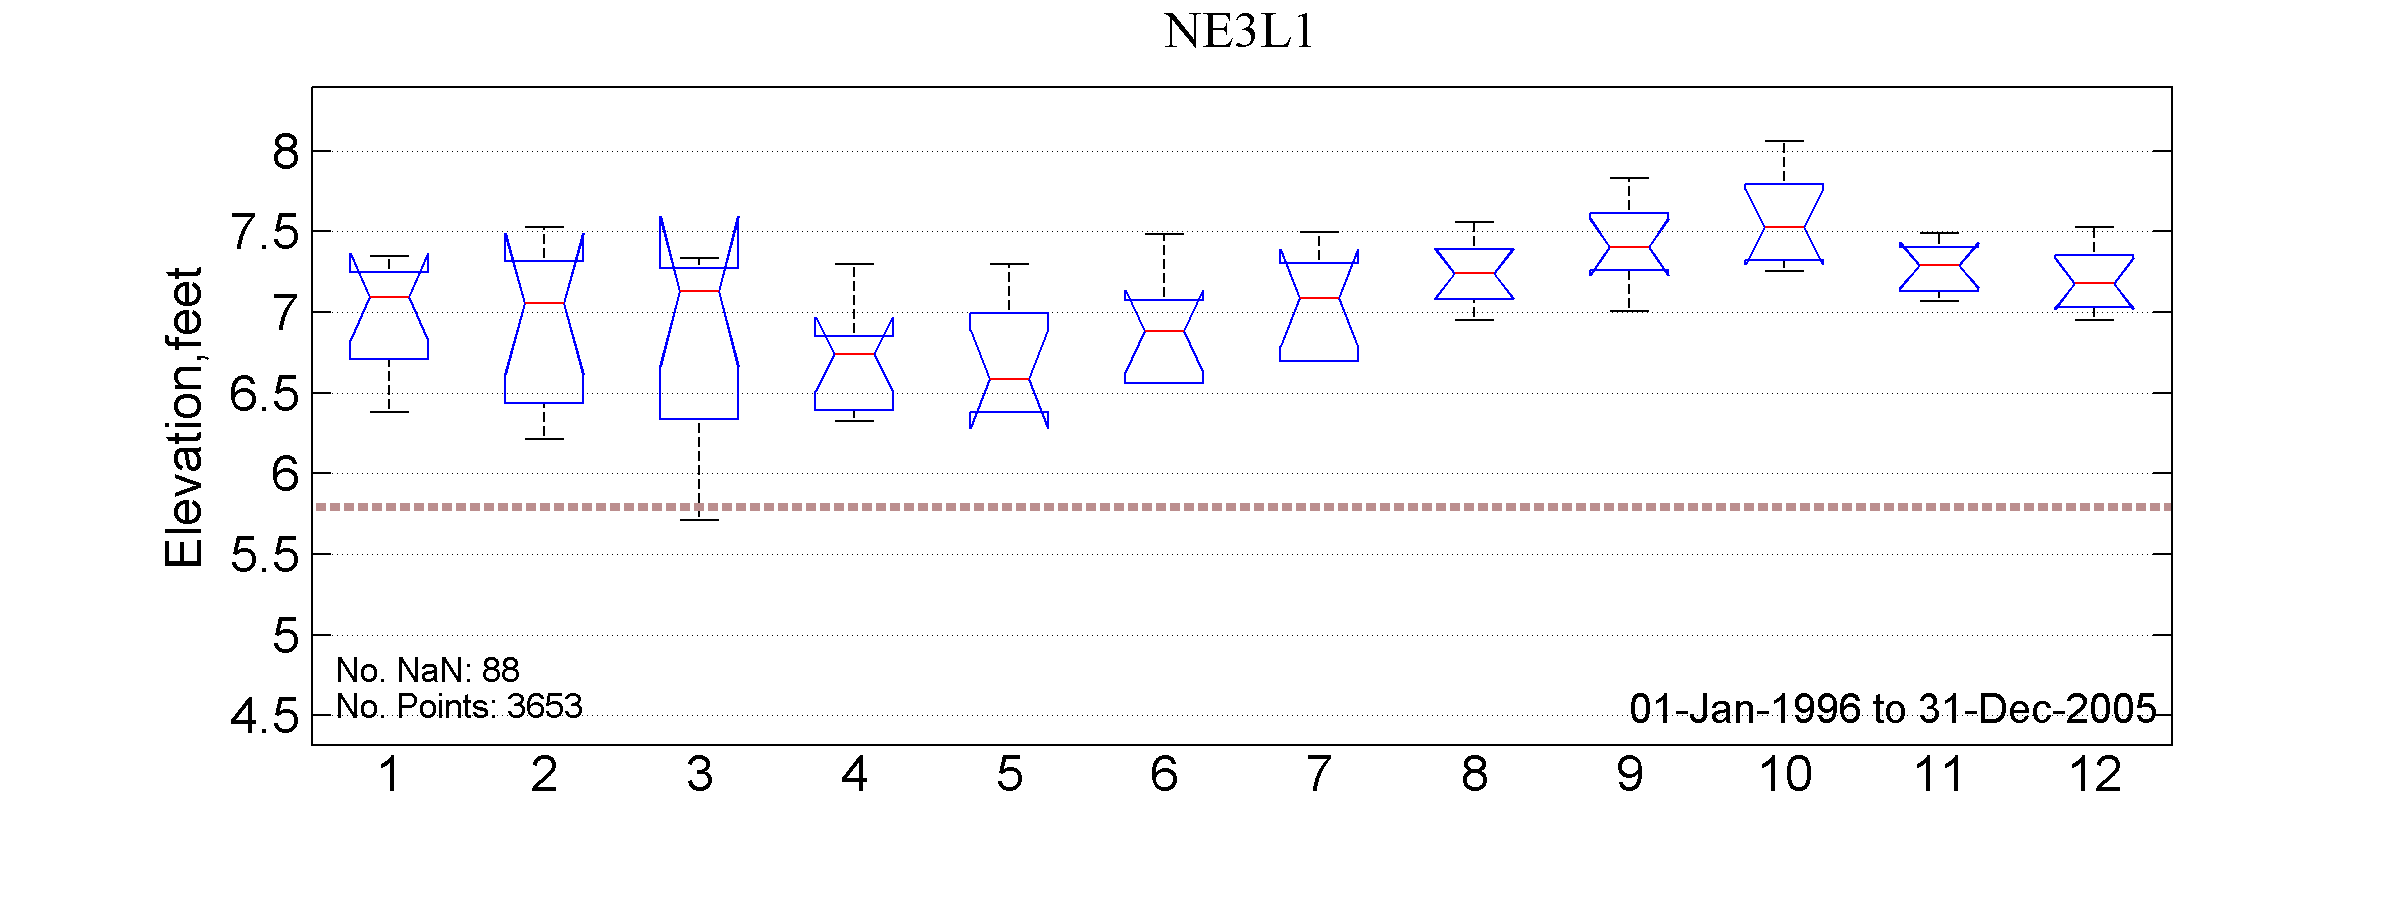 NE3L1
Elevation,feet
8
7.5
7
6.5
6
5.5
5
4.5
No. NaN: 88
No. Points: 3653
01-Jan-1996 to 31-Dec-2005
1 2 3 4 5 6 7 8 9 10 11 12